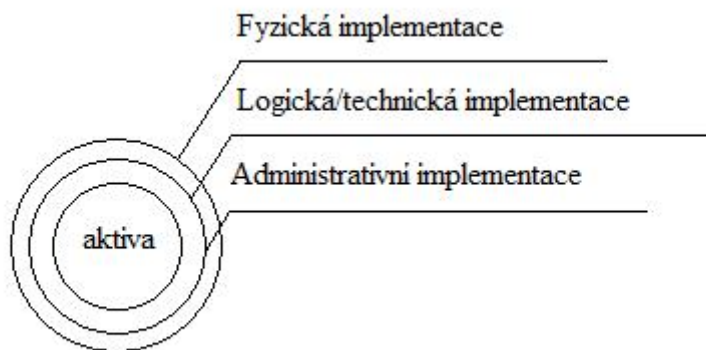 Fyzická implementace
Logická/technická implementace
Administrativní implementace
aktiva